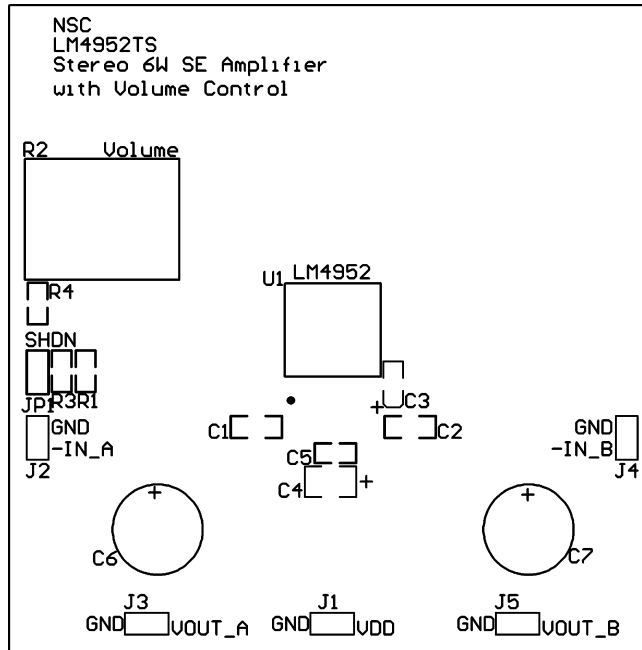 NSC
LM4952TS
Stereo 6W SE Amplifier
with Volume Control
R2 Volume
R4
U1 LM4952
SHDN
JP1 R3 R1
C3
+
GND
-IN_A
J2
C1
C2
GND
-IN_B
J4
C5
C4 +
+
C6
+
C7
J3
GND VOUT_A
J1
GND VDD
J5
GND VOUT_B